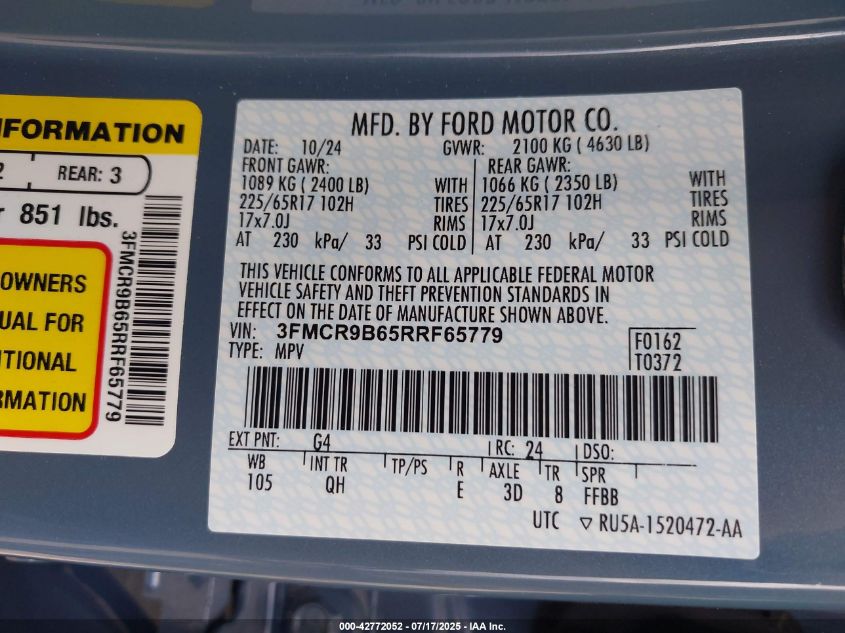 NFORMATION
2 REAR: 3
r 851 lbs.
OWNERS
UAL FOR
ITIONAL
RMATION
3FMCR9B65RRF65779
MFD. BY FORD MOTOR CO.
DATE: 10/24 GVWR: 2100 KG ( 4630 LB)
FRONT GAWR: REAR GAWR:
1089 KG ( 2400 LB) WITH 1066 KG ( 2350 LB) WITH
225/65R17 102H TIRES 225/65R17 102H TIRES
17x7.0J RIMS 17x7.0J RIMS
AT 230 kPa/ 33 PSI COLD AT 230 kPa/ 33 PSI COLD
THIS VEHICLE CONFORMS TO ALL APPLICABLE FEDERAL MOTOR
VEHICLE SAFETY AND THEFT PREVENTION STANDARDS IN
EFFECT ON THE DATE OF MANUFACTURE SHOWN ABOVE.
VIN: 3FMCR9B65RRF65779 F0162
TYPE: MPV T0372
EXT PNT: G4 RC: 24 DSO:
WB INT TR TP/PS R AXLE TR SPR
105 QH E 3D 8 FFBB
UTC ▽ RU5A-1520472-AA
000-42772052 - 07/17/2025 - IAA Inc.